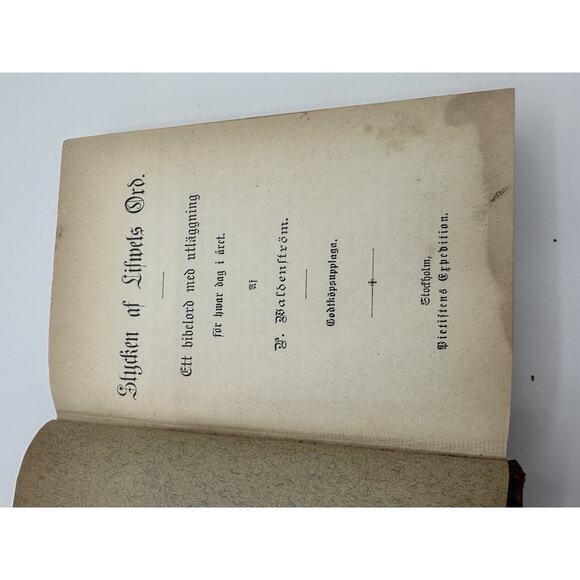 Stycken af Lifwets Ord.
Ett bibelord med utläggning
för hwar dag i året.
Af
P. Waldenström.
Godtköpsupplaga.
Stockholm,
Pietistens Expedition.